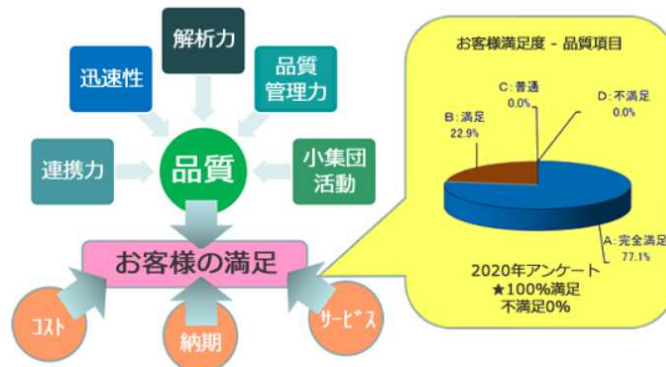 解析力
迅速性
品質
管理力
連携力
品質
小集団
活動
お客様の満足
コスト
納期
サービス
お客様満足度 - 品質項目
C:普通
0.0%
D:不満足
0.0%
B:満足
22.9%
A:完全満足
77.1%
2020年アンケート
★100%満足
不満足0%